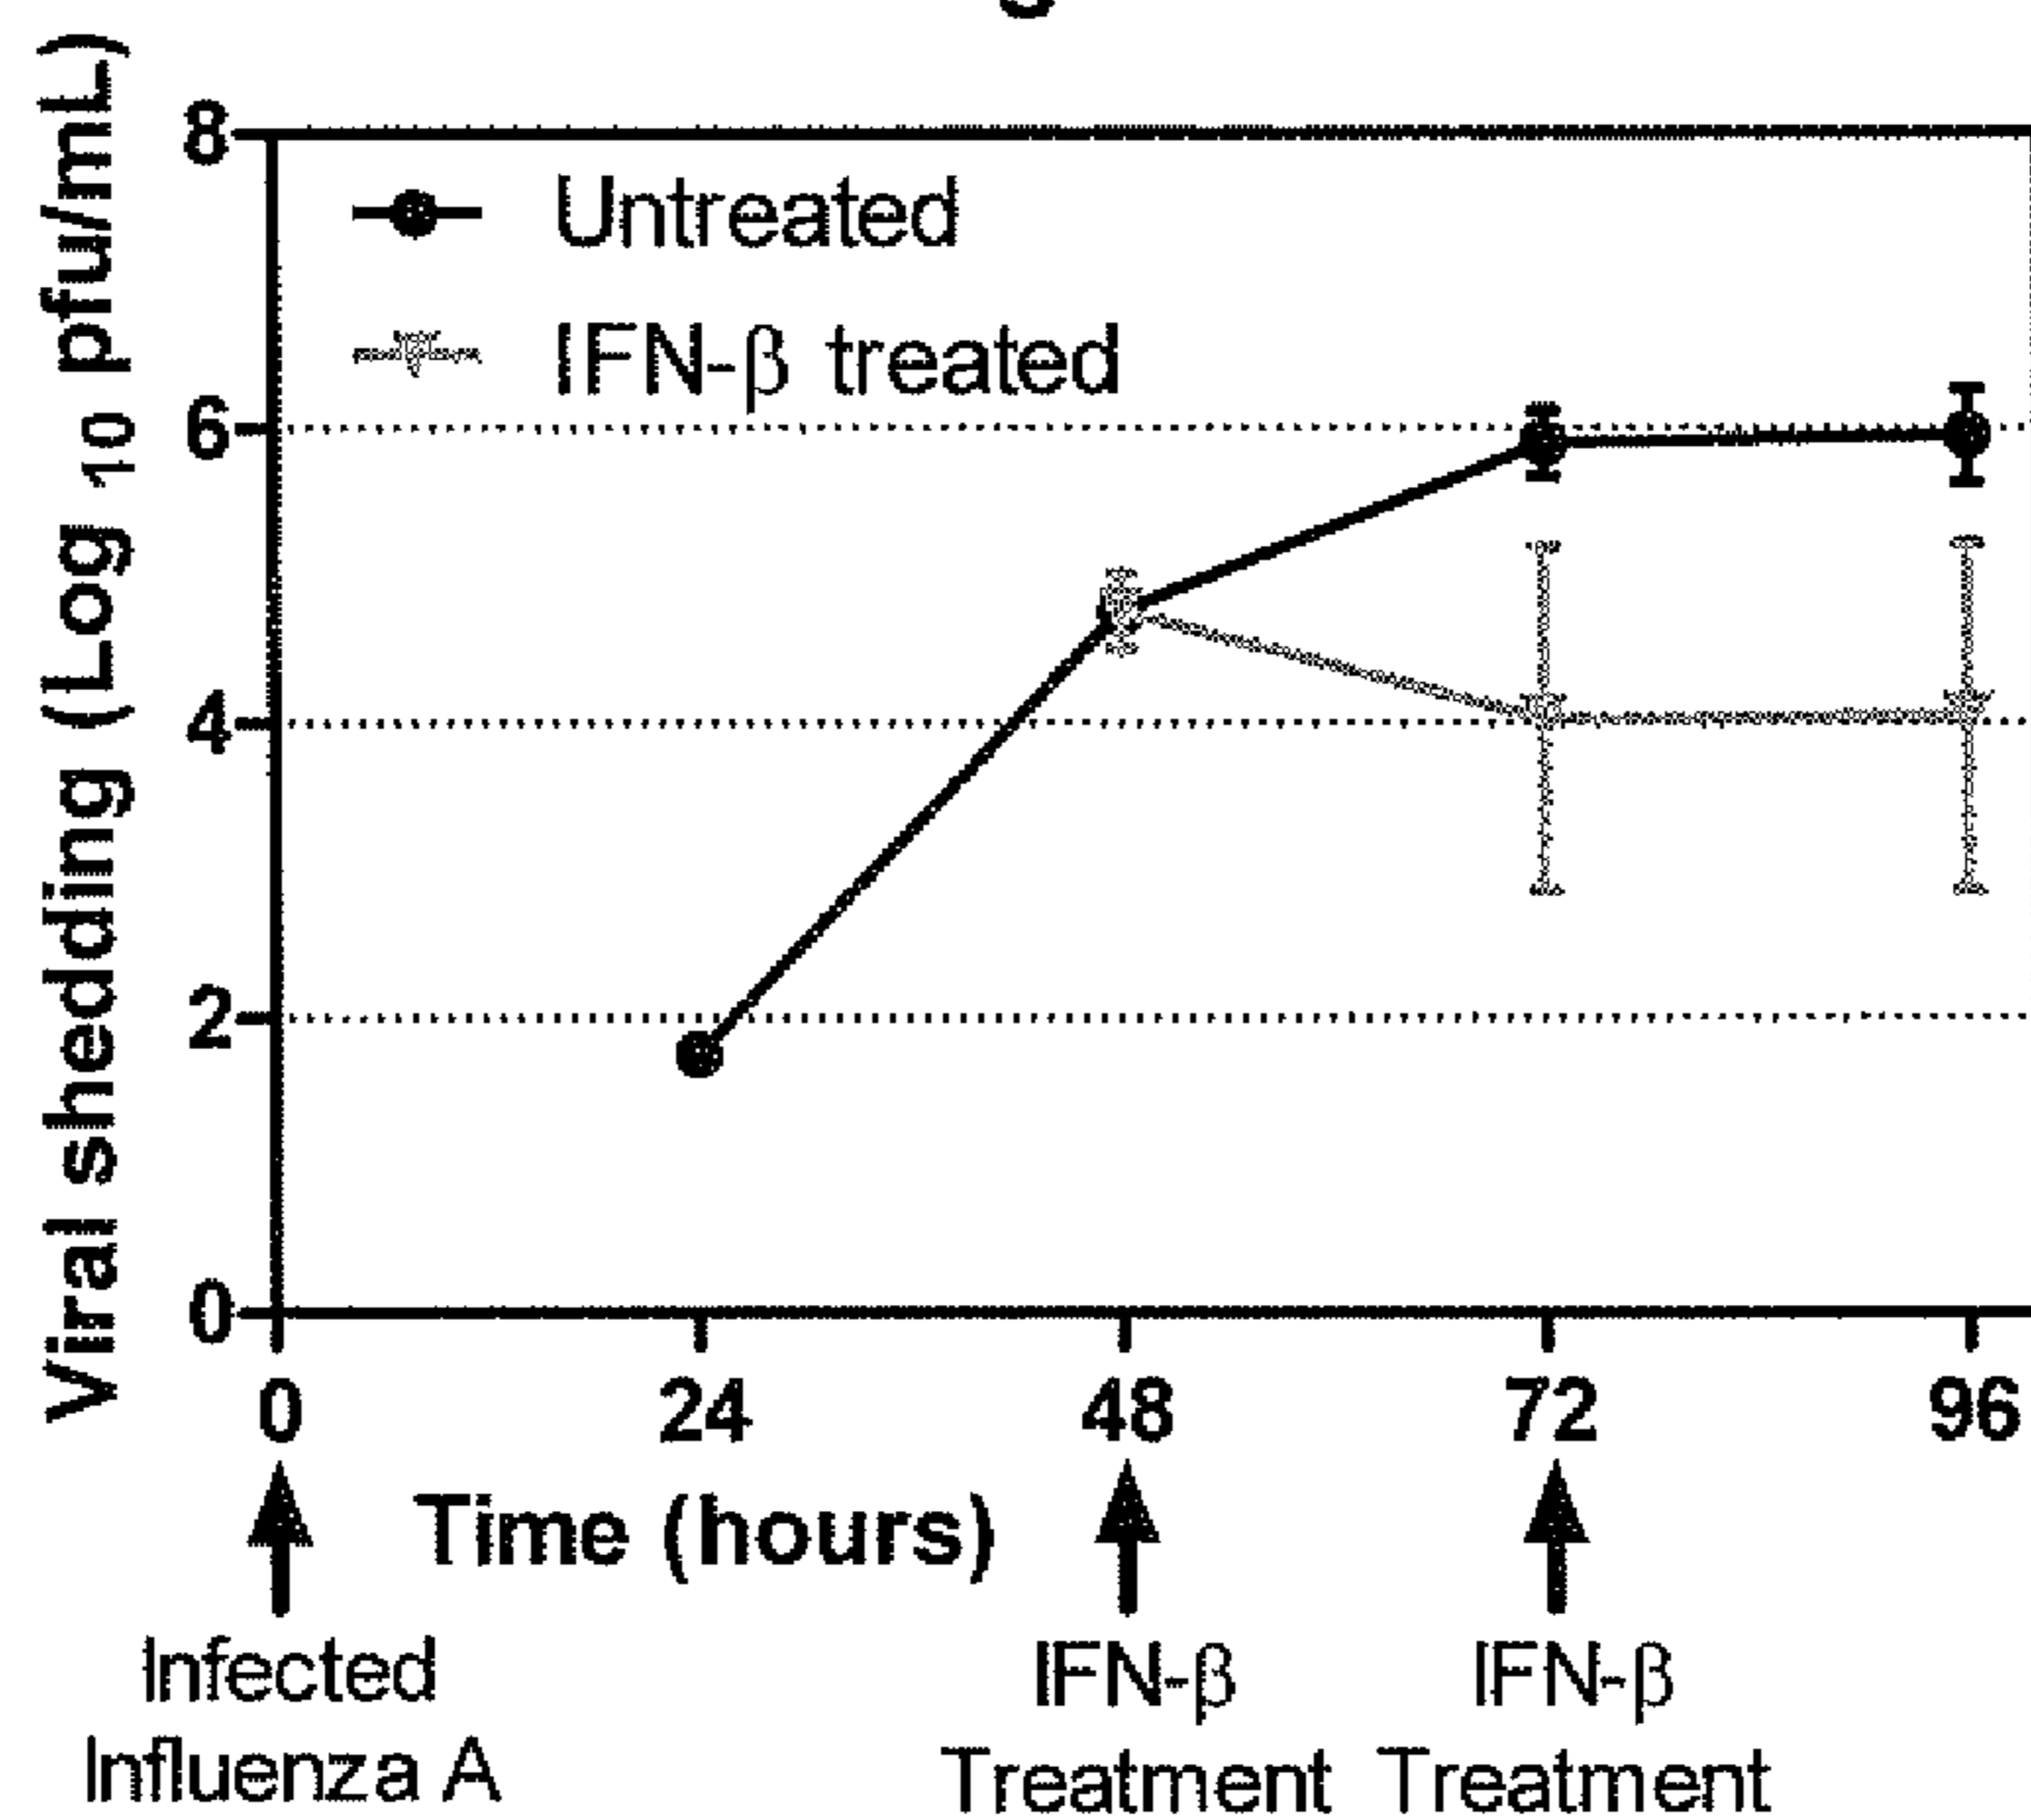 Viral shedding (Log 10 pfu/mL)
8
6
4
2
0
Untreated
IFN-β treated
0 24 48 72 96
Time (hours)
Infected
Influenza A
IFN-β
Treatment
IFN-β
Treatment